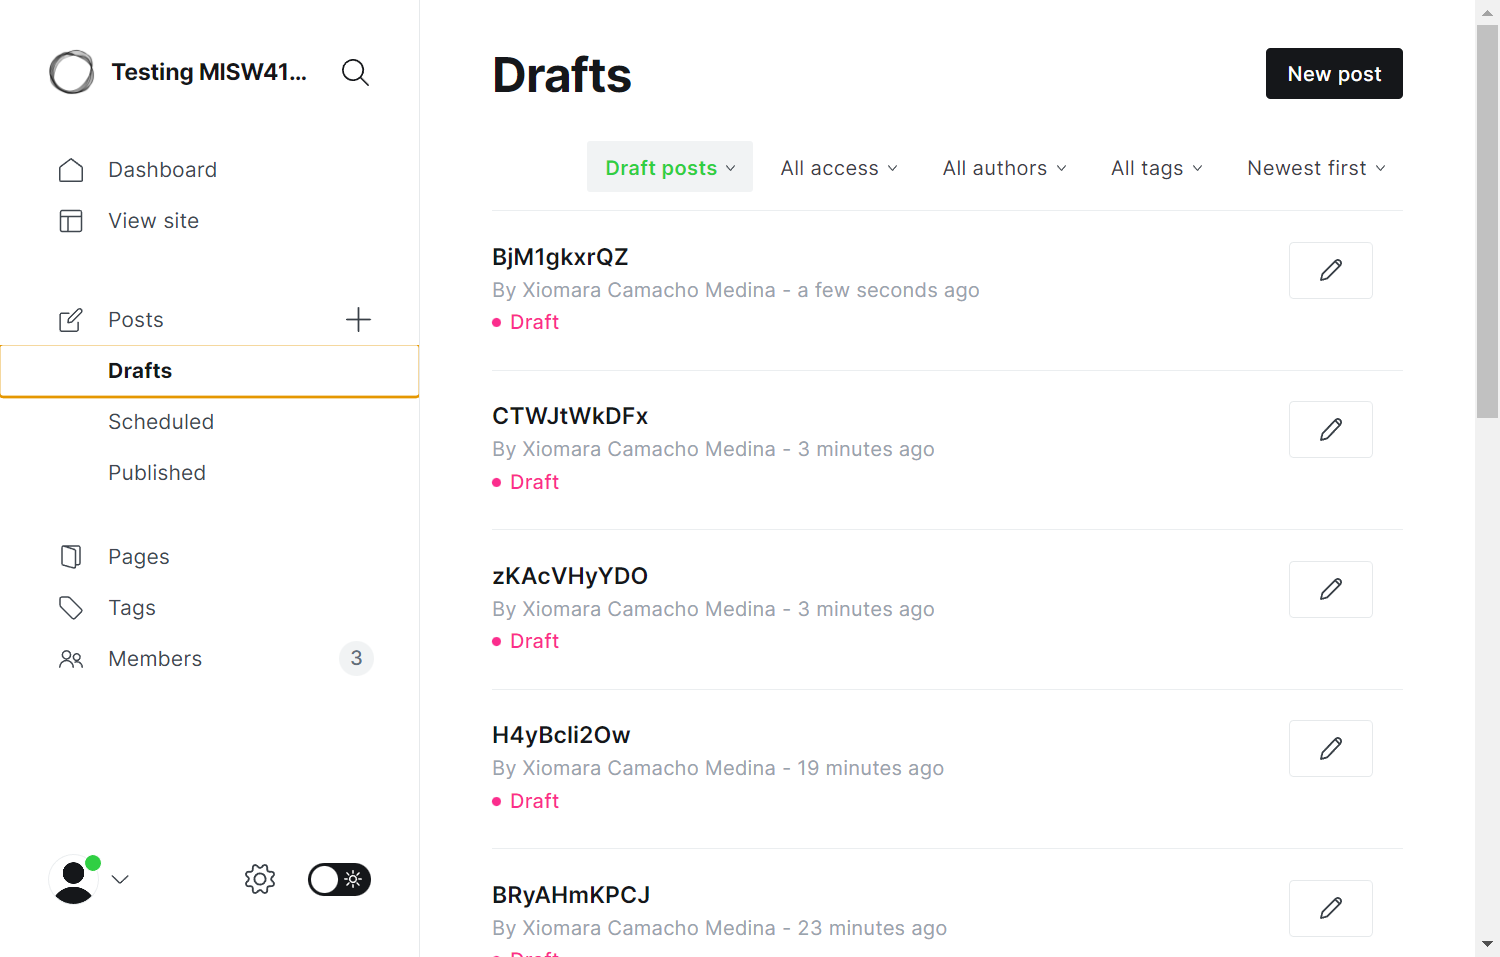 Testing MISW41...
Dashboard
View site
Posts
Drafts
Scheduled
Published
Pages
Tags
Members
3
Drafts
New post
Draft posts
All access
All authors
All tags
Newest first
BjM1gkxrQZ
By Xiomara Camacho Medina - a few seconds ago
Draft
CTWJtWkDFx
By Xiomara Camacho Medina - 3 minutes ago
Draft
zKAcVHyYDO
By Xiomara Camacho Medina - 3 minutes ago
Draft
H4yBcli2Ow
By Xiomara Camacho Medina - 19 minutes ago
Draft
BRyAHmKPCJ
By Xiomara Camacho Medina - 23 minutes ago